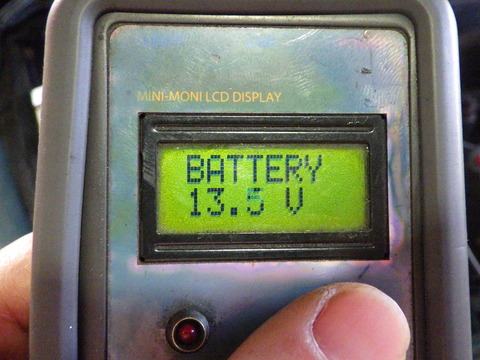 MINI-MONI LCD DISPLAY
BATTERY
13.5 V